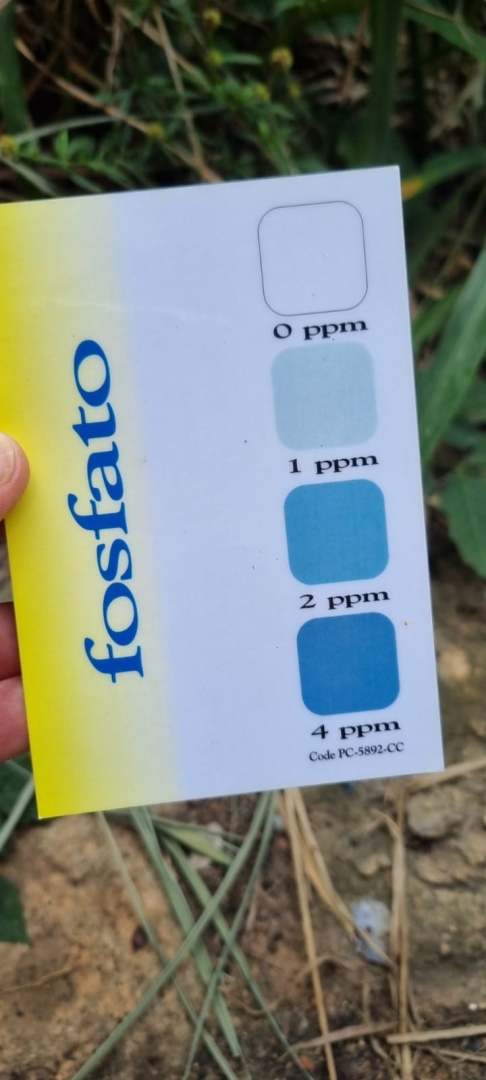 fosfato
0 ppm
1 ppm
2 ppm
4 ppm
Code PC-5892-CC